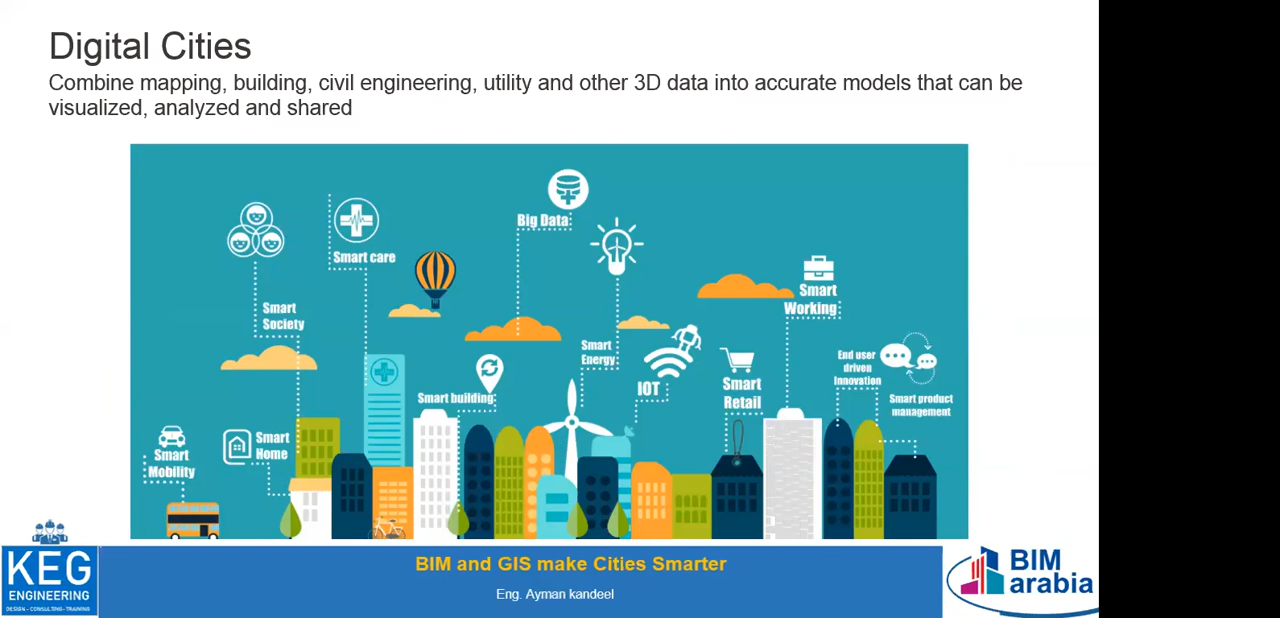 Digital Cities
Combine mapping, building, civil engineering, utility and other 3D data into accurate models that can be
visualized, analyzed and shared
Big Data
Smart care
Smart
Working
Smart
Society
Smart
Energy
End user
driven
Innovation
IOT
Smart
Retail
Smart building
Smart product
management
Smart
Home
Smart
Mobility
KEG
ENGINEERING
DESIGN - CONSULTING - TRAINING
BIM and GIS make Cities Smarter
Eng. Ayman kandeel
BIM
arabia